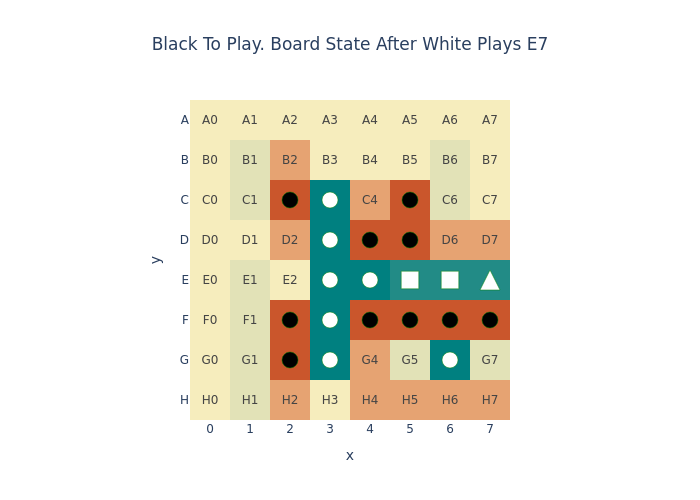 Black To Play. Board State After White Plays E7
A A0 A1 A2 A3 A4 A5 A6 A7
B B0 B1 B2 B3 B4 B5 B6 B7
C C0 C1 C4 C6 C7
D D0 D1 D2 D6 D7
E E0 E1 E2
F F0 F1
G G0 G1 G4 G5 G7
H H0 H1 H2 H3 H4 H5 H6 H7
0 1 2 3 4 5 6 7
x
y